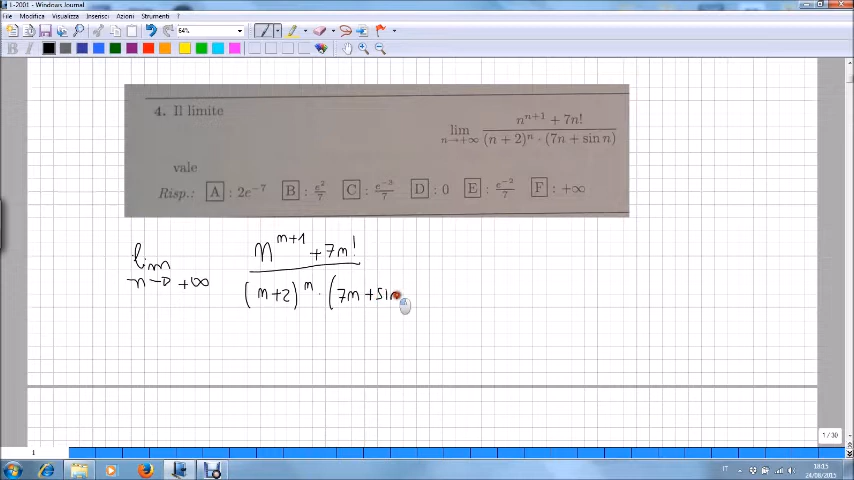 L-2001 - Windows Journal
File Modifica Visualizza Inserisci Azioni Strumenti ?
64%
4. Il limite
lim n→+∞ (n^{n+1} + 7n!) / ((n + 2)^n · (7n + sin n))
vale
Risp.: A : 2e^{-7} B : e^2/7 C : e^{-3}/7 D : 0 E : e^{-2}/7 F : +∞
lim n→+∞ (n^{n+1} + 7n!) / ((n+2)^n · (7n + sin
1 / 30
1
IT
18:15
24/08/2015